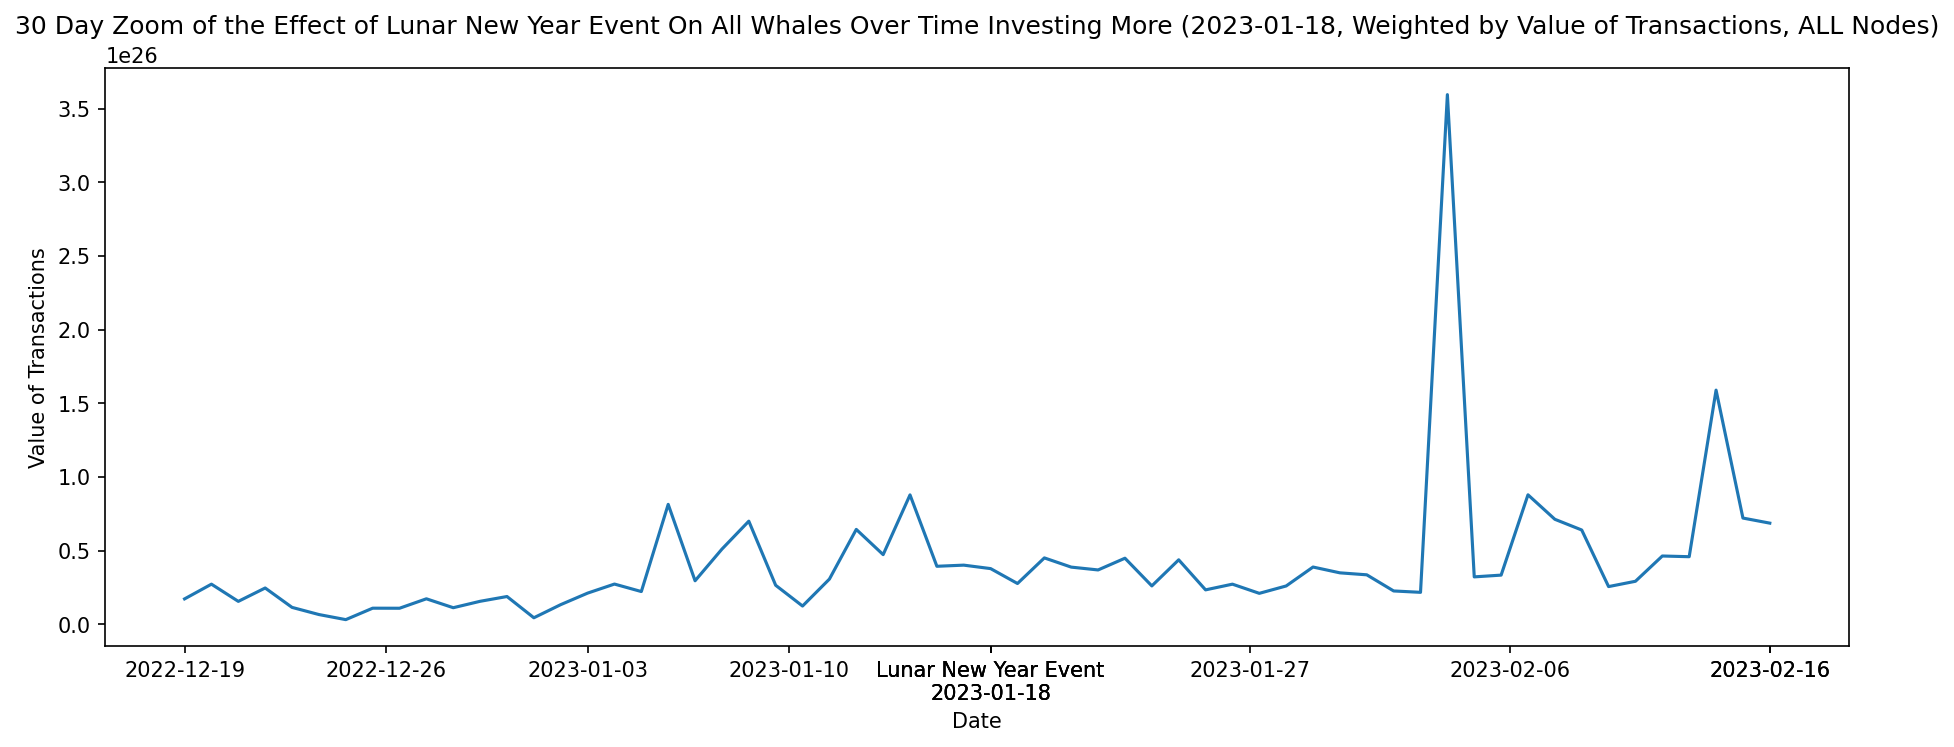 30 Day Zoom of the Effect of Lunar New Year Event On All Whales Over Time Investing More (2023-01-18, Weighted by Value of Transactions, ALL Nodes)
1e26
3.5
3.0
2.5
2.0
1.5
1.0
0.5
0.0
Value of Transactions
2022-12-19 2022-12-26 2023-01-03 2023-01-10 Lunar New Year Event 2023-01-27 2023-02-06 2023-02-16
2023-01-18
Date